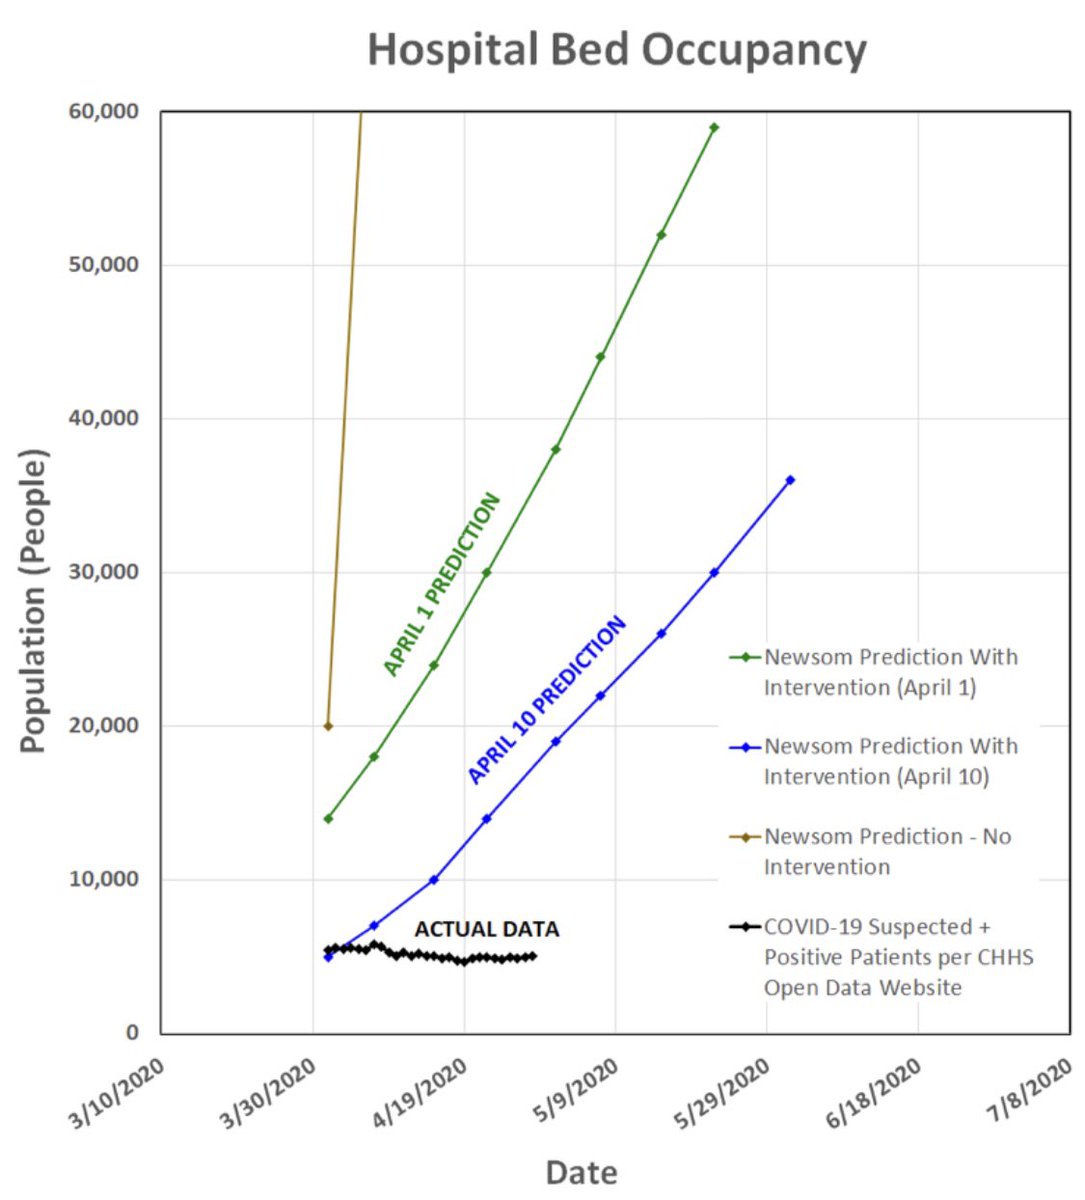 Hospital Bed Occupancy
60,000
50,000
40,000
30,000
20,000
10,000
0
Population (People)
APRIL 1 PREDICTION
APRIL 10 PREDICTION
ACTUAL DATA
Newsom Prediction With
Intervention (April 1)
Newsom Prediction With
Intervention (April 10)
Newsom Prediction - No
Intervention
COVID-19 Suspected +
Positive Patients per CHHS
Open Data Website
3/10/2020
3/30/2020
4/19/2020
5/9/2020
5/29/2020
6/18/2020
7/8/2020
Date